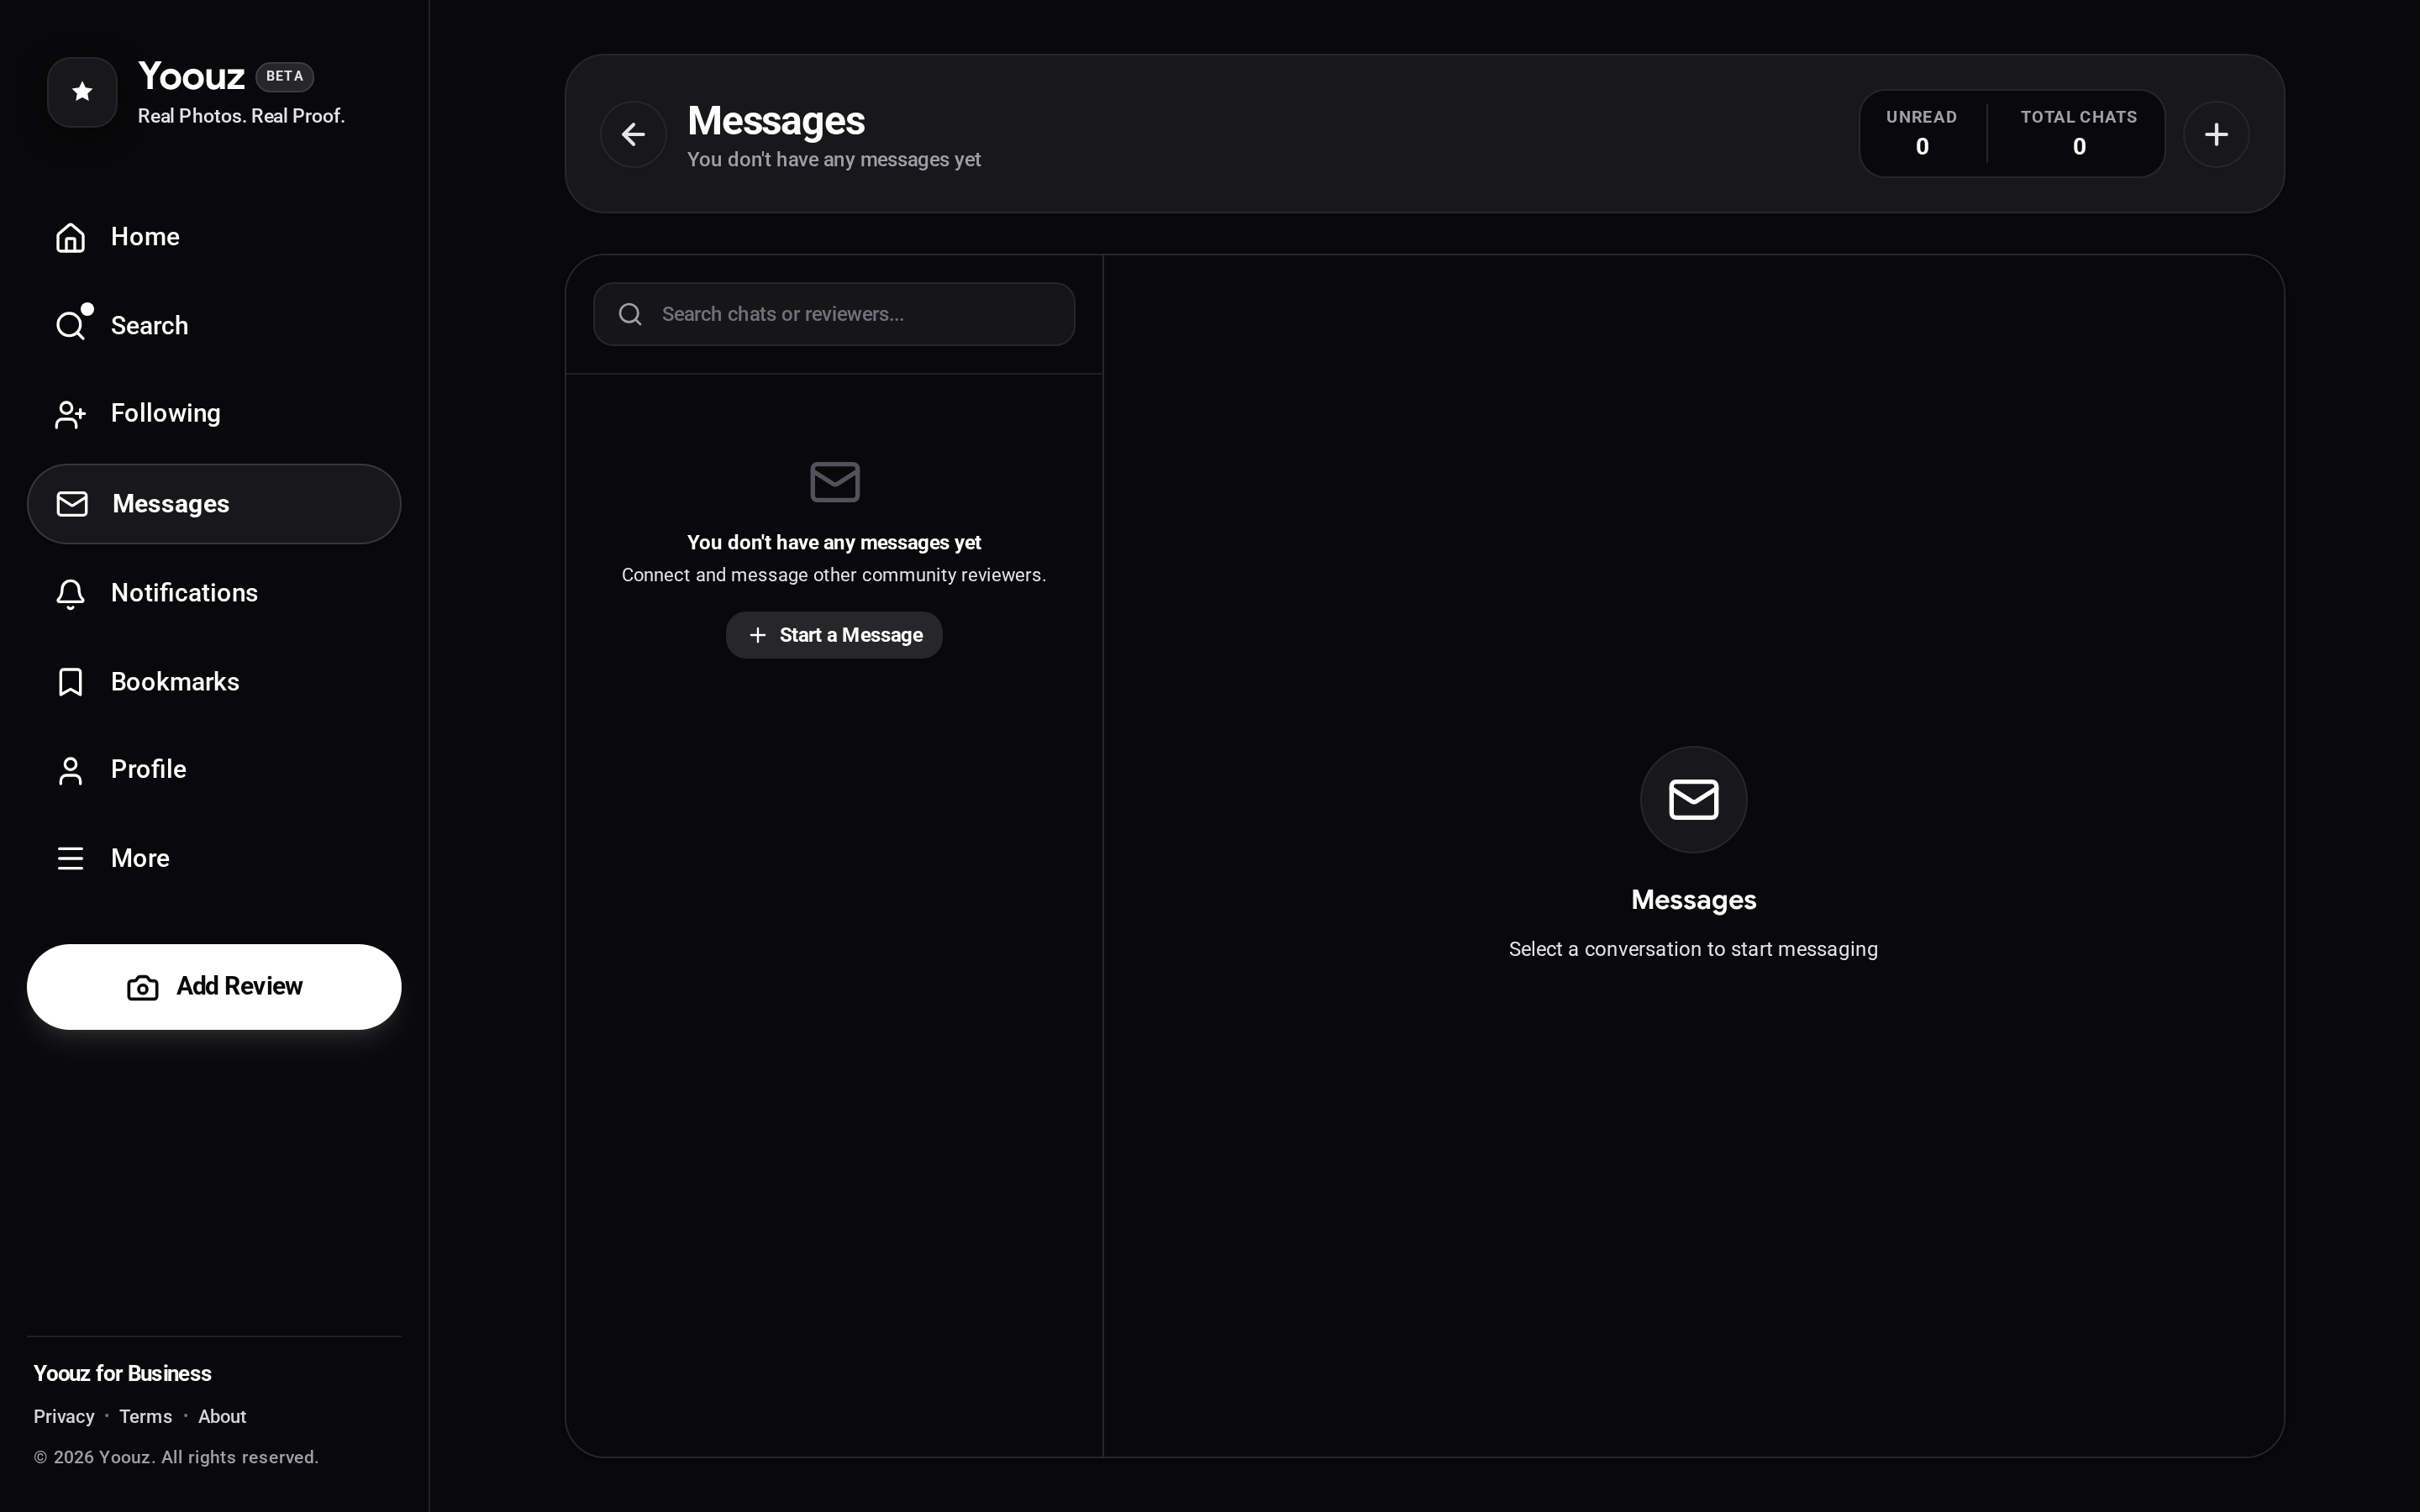 Yoouz BETA
Real Photos. Real Proof.
Home
Search
Following
Messages
Notifications
Bookmarks
Profile
More
Add Review
Yoouz for Business
Privacy · Terms · About
© 2026 Yoouz. All rights reserved.
Messages
You don't have any messages yet
UNREAD
0
TOTAL CHATS
0
Search chats or reviewers...
You don't have any messages yet
Connect and message other community reviewers.
Start a Message
Messages
Select a conversation to start messaging